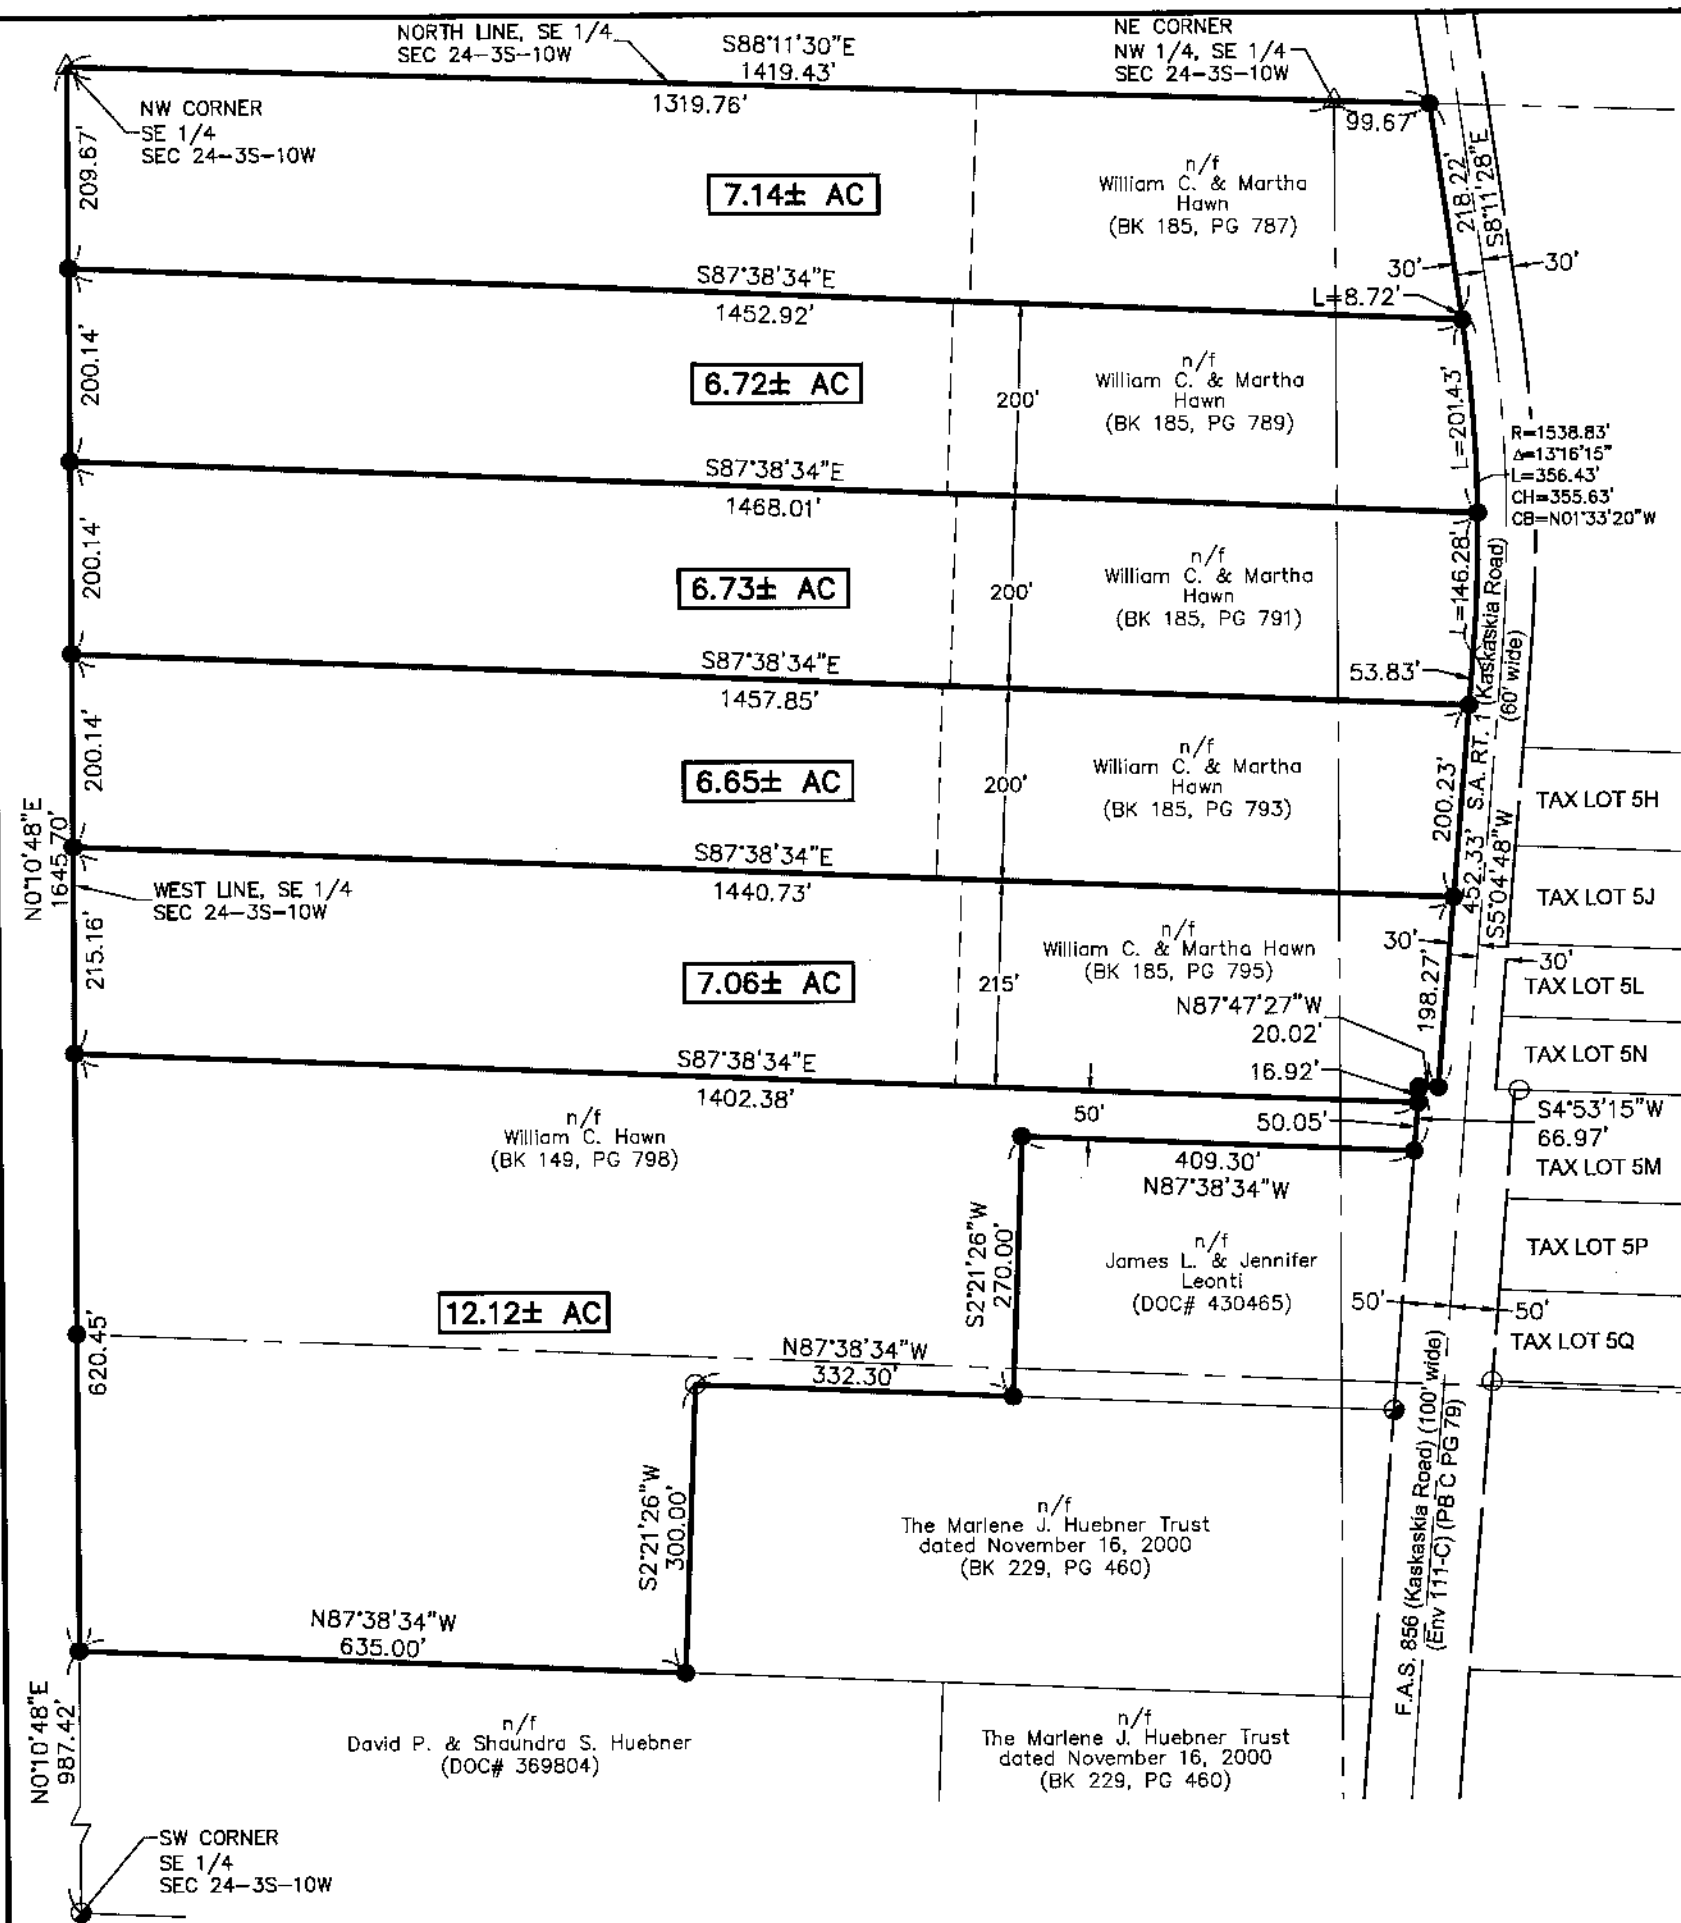 NORTH LINE, SE 1/4
SEC 24-3S-10W
S88°11'30"E
1419.43'
1319.76'
NE CORNER
NW 1/4, SE 1/4
SEC 24-3S-10W
99.67'
NW CORNER
SE 1/4
SEC 24-3S-10W
209.67'
7.14± AC
n/f
William C. & Martha
Hawn
(BK 185, PG 787)
218.22'
S8°11'28"E
30'
30'
S87°38'34"E
1452.92'
L=8.72'
200.14'
6.72± AC
200'
n/f
William C. & Martha
Hawn
(BK 185, PG 789)
L=201.43'
R=1538.83'
Δ=13°16'15"
L=356.43'
CH=355.63'
CB=N01°33'20"W
S87°38'34"E
1468.01'
200.14'
6.73± AC
200'
n/f
William C. & Martha
Hawn
(BK 185, PG 791)
L=146.28'
53.83'
S.A. RT. 1 (Kaskaskia Road)
(60' wide)
S87°38'34"E
1457.85'
200.14'
6.65± AC
200'
n/f
William C. & Martha
Hawn
(BK 185, PG 793)
200.23'
452.33'
S5°04'48"W
TAX LOT 5H
N0°10'48"E
1645.70'
S87°38'34"E
1440.73'
WEST LINE, SE 1/4
SEC 24-3S-10W
TAX LOT 5J
215.16'
7.06± AC
215'
n/f
William C. & Martha Hawn
(BK 185, PG 795)
30'
30'
198.27'
TAX LOT 5L
N87°47'27"W
20.02'
TAX LOT 5N
S87°38'34"E
1402.38'
16.92'
50'
50.05'
S4°53'15"W
66.97'
TAX LOT 5M
n/f
William C. Hawn
(BK 149, PG 798)
409.30'
N87°38'34"W
S2°21'26"W
270.00'
n/f
James L. & Jennifer
Leonti
(DOC# 430465)
TAX LOT 5P
12.12± AC
50'
50'
TAX LOT 5Q
620.45'
N87°38'34"W
332.30'
S2°21'26"W
300.00'
n/f
The Marlene J. Huebner Trust
dated November 16, 2000
(BK 229, PG 460)
F.A.S. 856 (Kaskaskia Road) (100' wide)
(Env 111-C) (PB C PG 79)
N87°38'34"W
635.00'
N0°10'48"E
987.42'
n/f
David P. & Shaundra S. Huebner
(DOC# 369804)
n/f
The Marlene J. Huebner Trust
dated November 16, 2000
(BK 229, PG 460)
SW CORNER
SE 1/4
SEC 24-3S-10W